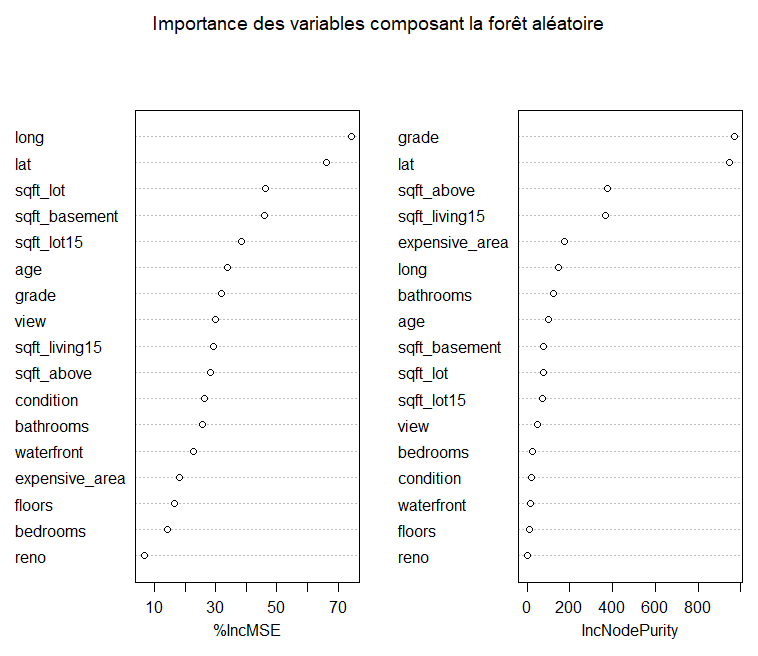 Importance des variables composant la forêt aléatoire
long
lat
sqft_lot
sqft_basement
sqft_lot15
age
grade
view
sqft_living15
sqft_above
condition
bathrooms
waterfront
expensive_area
floors
bedrooms
reno
10 30 50 70
%IncMSE
grade
lat
sqft_above
sqft_living15
expensive_area
long
bathrooms
age
sqft_basement
sqft_lot
sqft_lot15
view
bedrooms
condition
waterfront
floors
reno
0 200 400 600 800
IncNodePurity